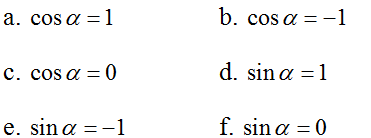 a. cos α = 1 b. cos α = −1
c. cos α = 0 d. sin α = 1
e. sin α = −1 f. sin α = 0